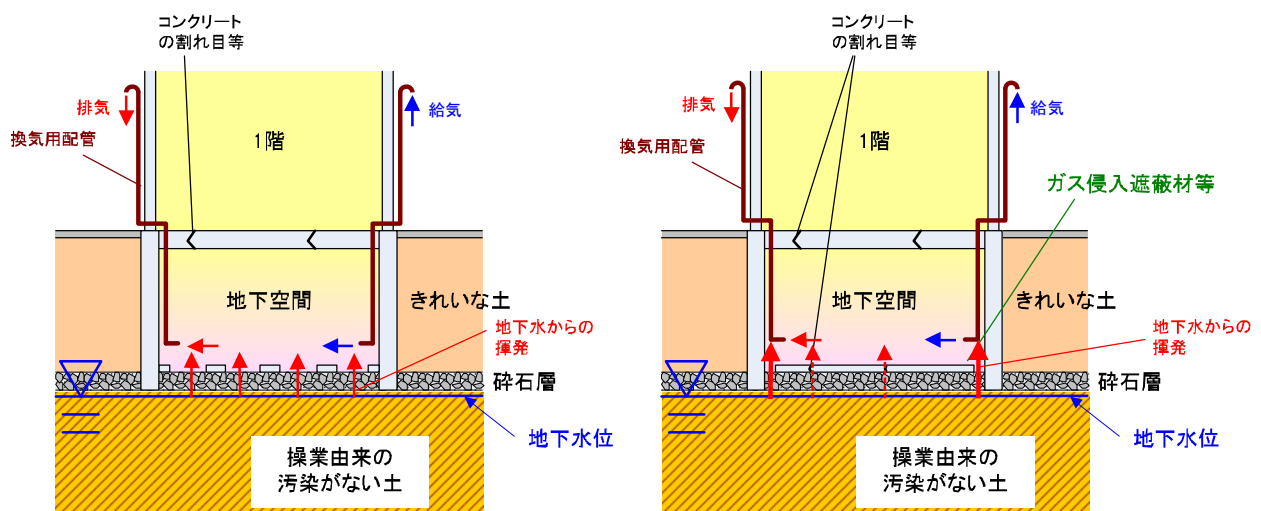 コンクリート
の割れ目等
排気
給気
換気用配管
1階
地下空間
きれいな土
地下水からの
揮発
砕石層
地下水位
操業由来の
汚染がない土
コンクリート
の割れ目等
排気
給気
換気用配管
1階
ガス侵入遮蔽材等
地下空間
きれいな土
地下水からの
揮発
砕石層
地下水位
操業由来の
汚染がない土